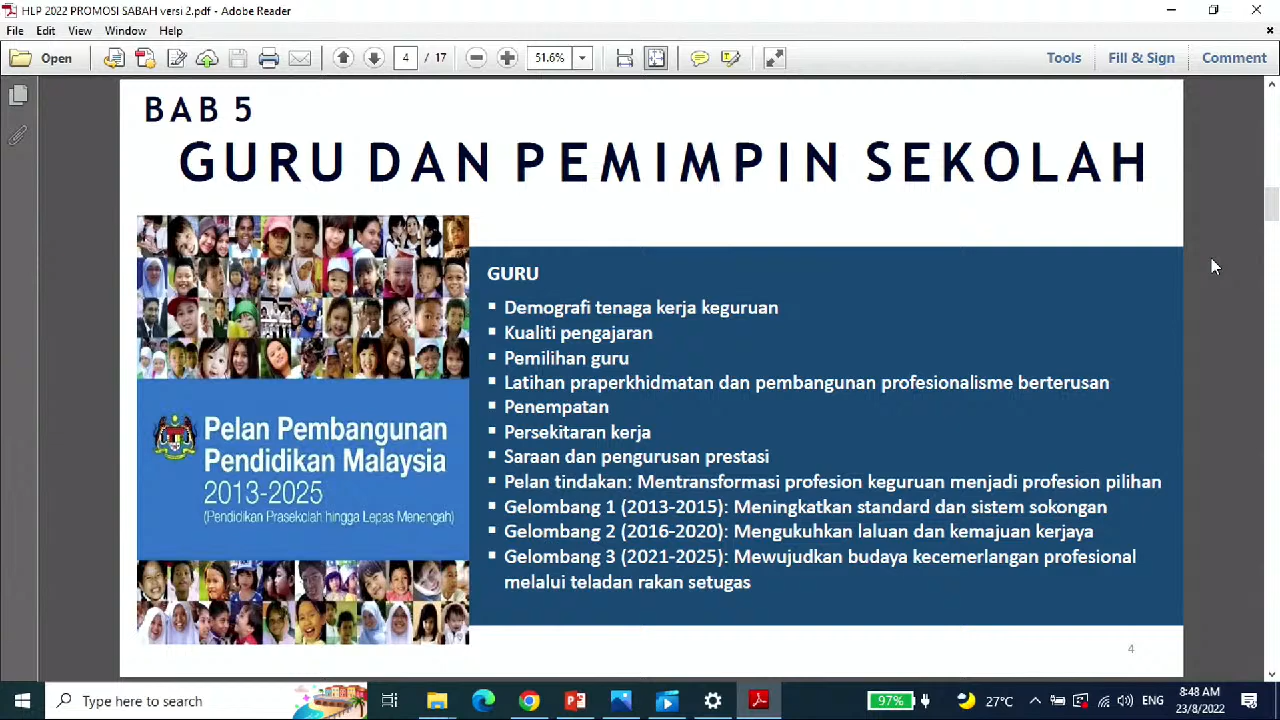 HLP 2022 PROMOSI SABAH versi 2.pdf - Adobe Reader
File Edit View Window Help
Open 4 / 17 51.6% Tools Fill & Sign Comment
BAB 5
GURU DAN PEMIMPIN SEKOLAH
Pelan Pembangunan
Pendidikan Malaysia
2013-2025
(Pendidikan Prasekolah hingga Lepas Menengah)
GURU
▪ Demografi tenaga kerja keguruan
▪ Kualiti pengajaran
▪ Pemilihan guru
▪ Latihan praperkhidmatan dan pembangunan profesionalisme berterusan
▪ Penempatan
▪ Persekitaran kerja
▪ Saraan dan pengurusan prestasi
▪ Pelan tindakan: Mentransformasi profesion keguruan menjadi profesion pilihan
▪ Gelombang 1 (2013-2015): Meningkatkan standard dan sistem sokongan
▪ Gelombang 2 (2016-2020): Mengukuhkan laluan dan kemajuan kerjaya
▪ Gelombang 3 (2021-2025): Mewujudkan budaya kecemerlangan profesional
melalui teladan rakan setugas
4
Type here to search 97% 27°C ENG 8:48 AM
23/8/2022